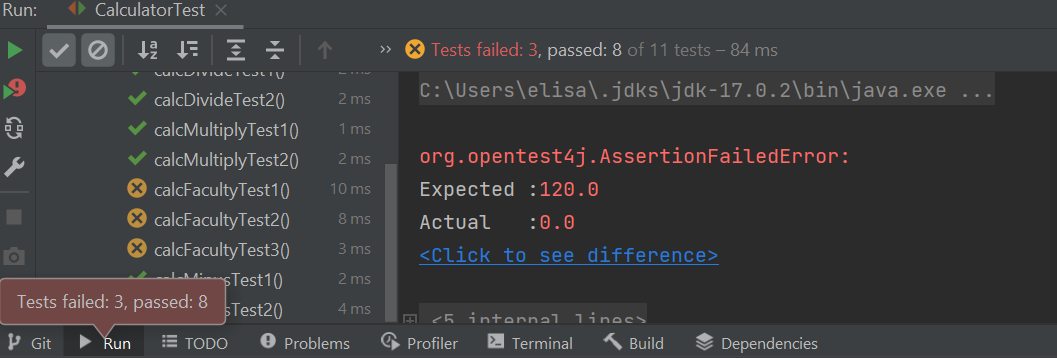 Run: CalculatorTest
Tests failed: 3, passed: 8 of 11 tests – 84 ms
calcDivideTest1() 2 ms
calcDivideTest2() 2 ms
calcMultiplyTest1() 1 ms
calcMultiplyTest2() 2 ms
calcFacultyTest1() 10 ms
calcFacultyTest2() 8 ms
calcFacultyTest3() 3 ms
calcMinusTest1() 2 ms
Test2() 4 ms
C:\Users\elisa\.jdks\jdk-17.0.2\bin\java.exe ...
org.opentest4j.AssertionFailedError:
Expected :120.0
Actual :0.0
<Click to see difference>
<5 internal lines>
Tests failed: 3, passed: 8
Git Run TODO Problems Profiler Terminal Build Dependencies